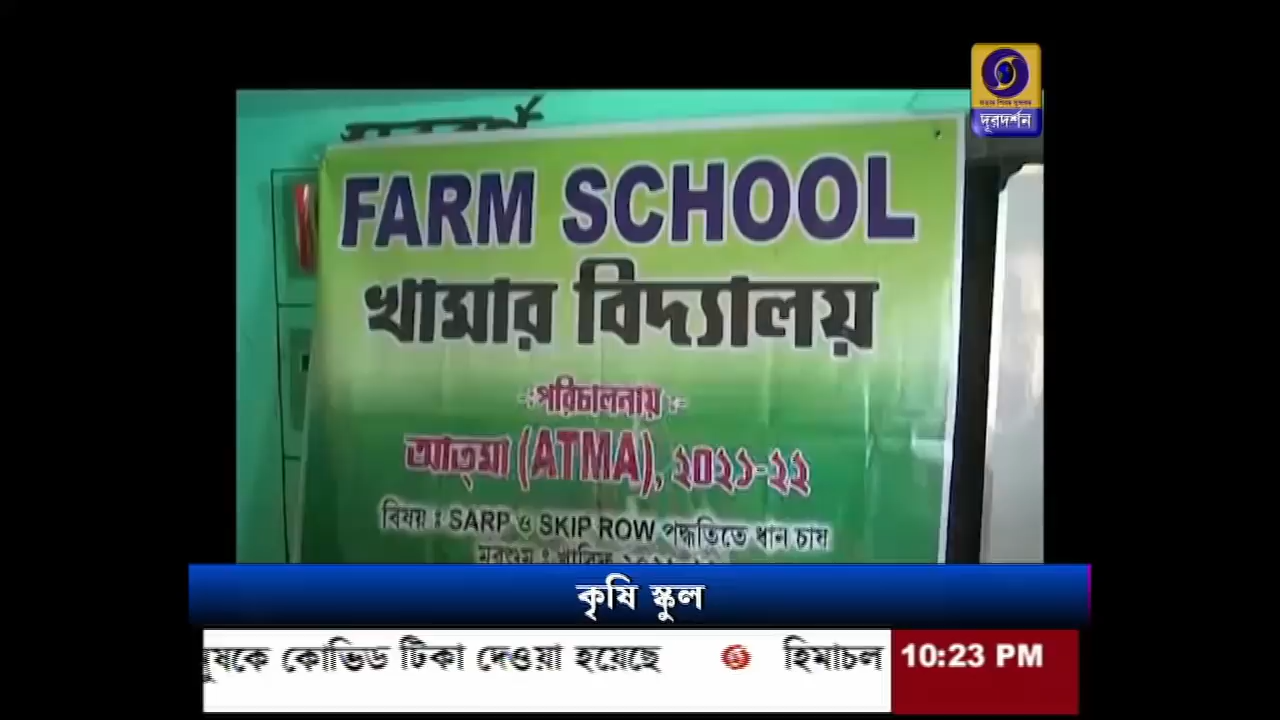 দূরদর্শন
FARM SCHOOL
খামার বিদ্যালয়
-:পরিচালনায় :-
আত্মা (ATMA), ২০২১-২২
বিষয় : SARP ও SKIP ROW পদ্ধতিতে ধান চাষ
মরশুম : খারিফ
কৃষি স্কুল
কোভিড টিকা দেওয়া হয়েছে হিমাচল
10:23 PM